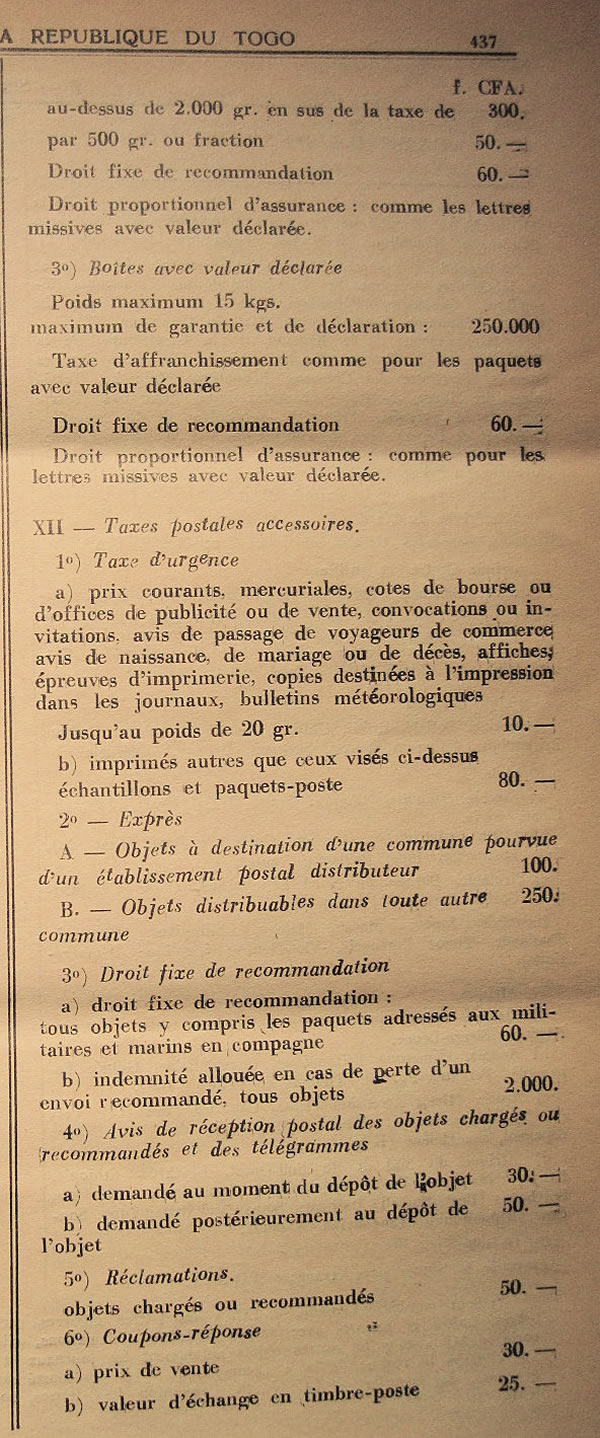 A REPUBLIQUE DU TOGO 437
f. CFA.
au-dessus de 2.000 gr. en sus de la taxe de 300.
par 500 gr. ou fraction 50.—
Droit fixe de recommandation 60.—
Droit proportionnel d'assurance : comme les lettres
missives avec valeur déclarée.
3o) Boîtes avec valeur déclarée
Poids maximum 15 kgs.
maximum de garantie et de déclaration : 250.000
Taxe d'affranchissement comme pour les paquets
avec valeur déclarée
Droit fixe de recommandation 60.—
Droit proportionnel d'assurance : comme pour les
lettres missives avec valeur déclarée.
XII — Taxes postales accessoires.
1o) Taxe d'urgence
a) prix courants, mercuriales, cotes de bourse ou
d'offices de publicité ou de vente, convocations ou in-
vitations, avis de passage de voyageurs de commerce,
avis de naissance, de mariage ou de décès, affiches,
épreuves d'imprimerie, copies destinées à l'impression
dans les journaux, bulletins météorologiques
Jusqu'au poids de 20 gr. 10.—
b) imprimés autres que ceux visés ci-dessus
échantillons et paquets-poste 80. —
2o — Exprès
A — Objets à destination d'une commune pourvue
d'un établissement postal distributeur 100.
B. — Objets distribuables dans toute autre 250.
commune
3o) Droit fixe de recommandation
a) droit fixe de recommandation :
tous objets y compris les paquets adressés aux mili-
taires et marins en compagne 60. —
b) indemnité allouée en cas de perte d'un
envoi recommandé, tous objets 2.000.
4o) Avis de réception postal des objets chargés ou
recommandés et des télégrammes
a) demandé au moment du dépôt de l'objet 30. —
b) demandé postérieurement au dépôt de 50. —
l'objet
5o) Réclamations.
objets chargés ou recommandés 50. —
6o) Coupons-réponse
a) prix de vente 30. —
b) valeur d'échange en timbre-poste 25. —